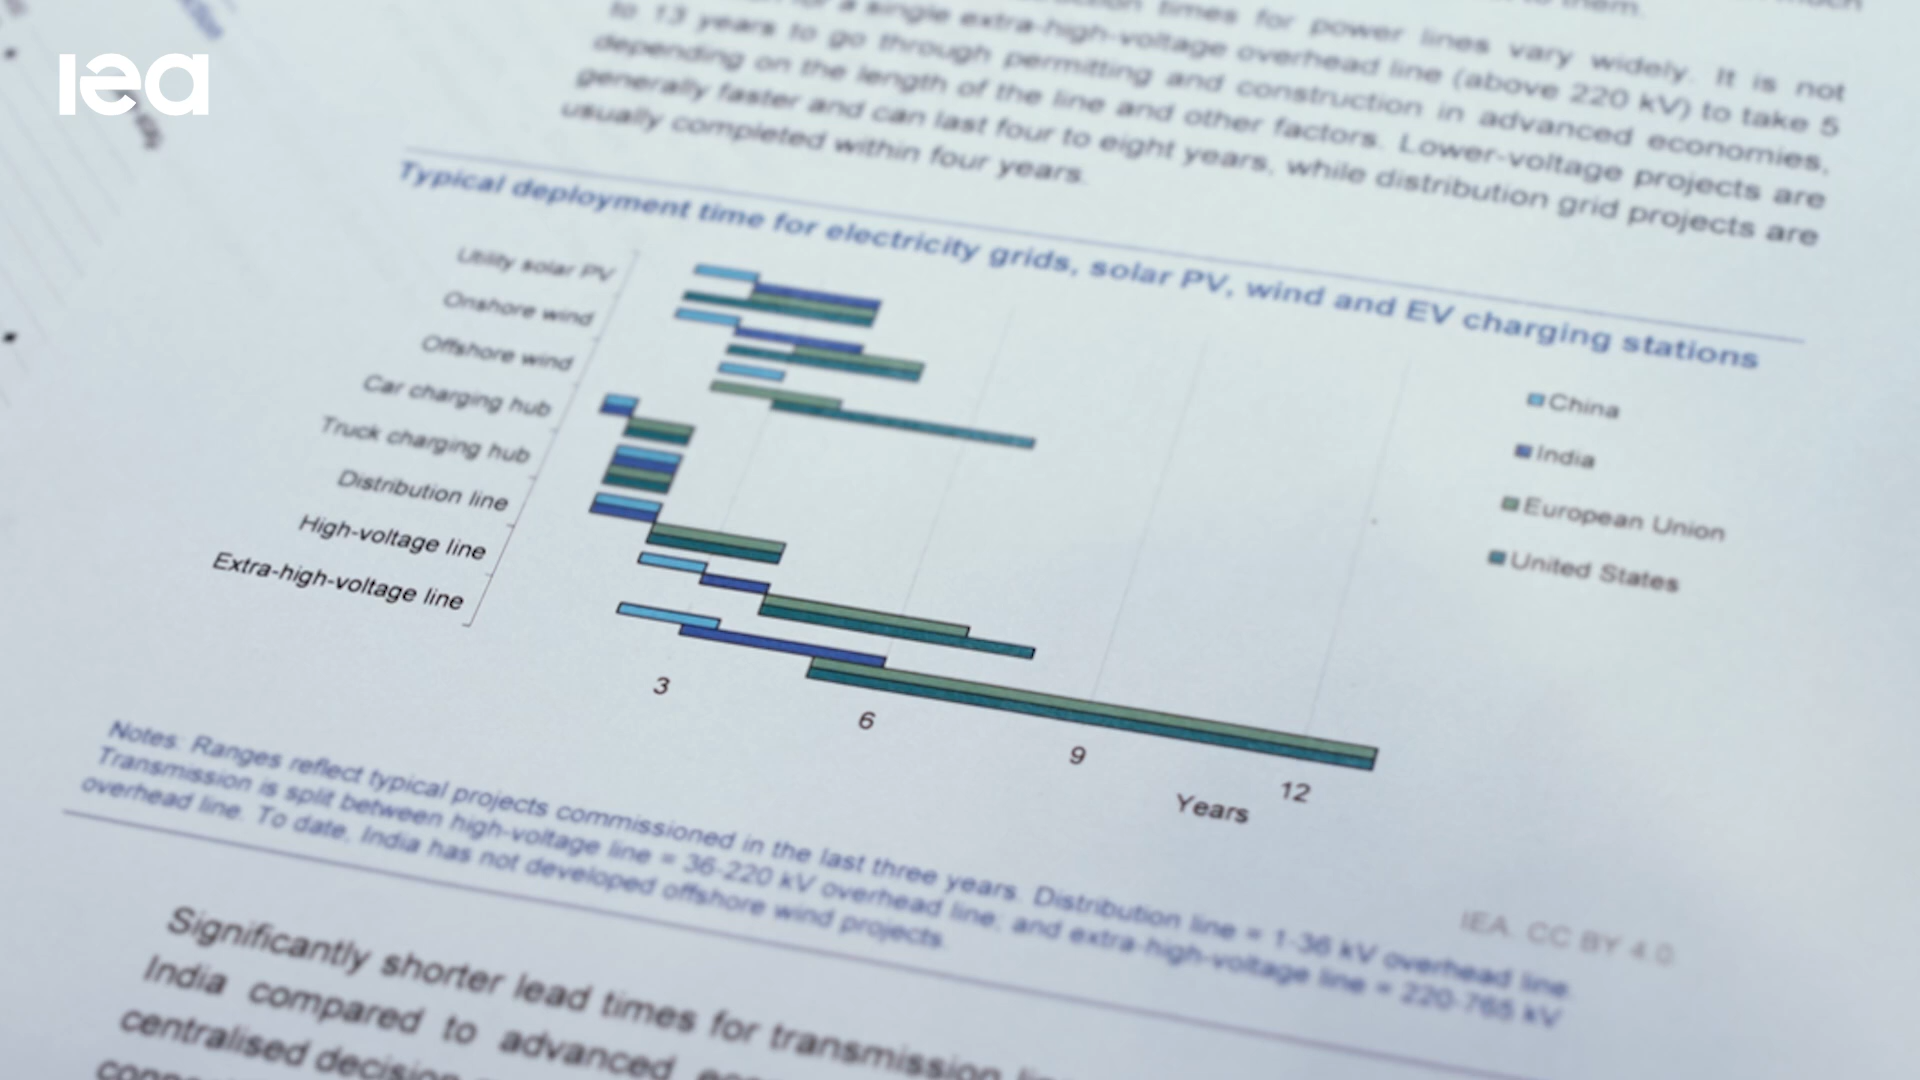 iea
to them.
construction times for power lines vary widely. It is not
for a single extra-high-voltage overhead line (above 220 kV) to take 5
to 13 years to go through permitting and construction in advanced economies,
depending on the length of the line and other factors. Lower-voltage projects are
generally faster and can last four to eight years, while distribution grid projects are
usually completed within four years.
Typical deployment time for electricity grids, solar PV, wind and EV charging stations
Utility solar PV
Onshore wind
Offshore wind
Car charging hub
Truck charging hub
Distribution line
High-voltage line
Extra-high-voltage line
China
India
European Union
United States
3
6
9
12
Years
IEA. CC BY 4.0
Notes: Ranges reflect typical projects commissioned in the last three years. Distribution line = 1-36 kV overhead line.
Transmission is split between high-voltage line = 36-220 kV overhead line; and extra-high-voltage line = 220-765 kV
overhead line. To date, India has not developed offshore wind projects.
Significantly shorter lead times for transmission
India compared to advanced
centralised decision